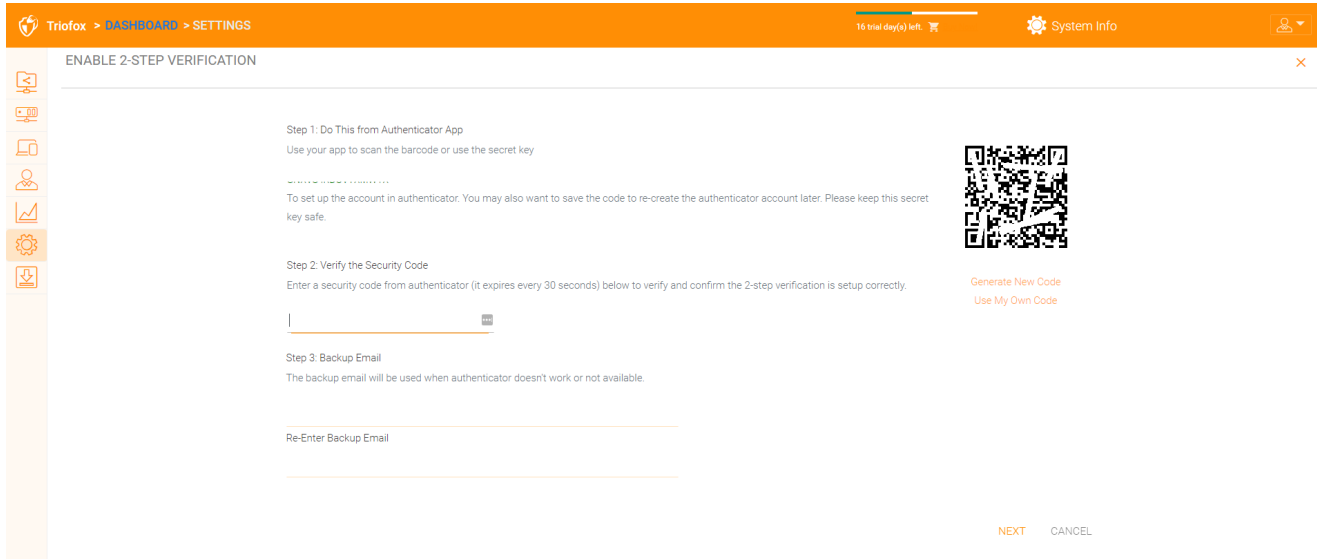 Triofox > DASHBOARD > SETTINGS
16 trial day(s) left.
System Info
ENABLE 2-STEP VERIFICATION
Step 1: Do This from Authenticator App
Use your app to scan the barcode or use the secret key
To set up the account in authenticator. You may also want to save the code to re-create the authenticator account later. Please keep this secret
key safe.
Step 2: Verify the Security Code
Enter a security code from authenticator (it expires every 30 seconds) below to verify and confirm the 2-step verification is setup correctly.
Generate New Code
Use My Own Code
Step 3: Backup Email
The backup email will be used when authenticator doesn't work or not available.
Re-Enter Backup Email
NEXT CANCEL